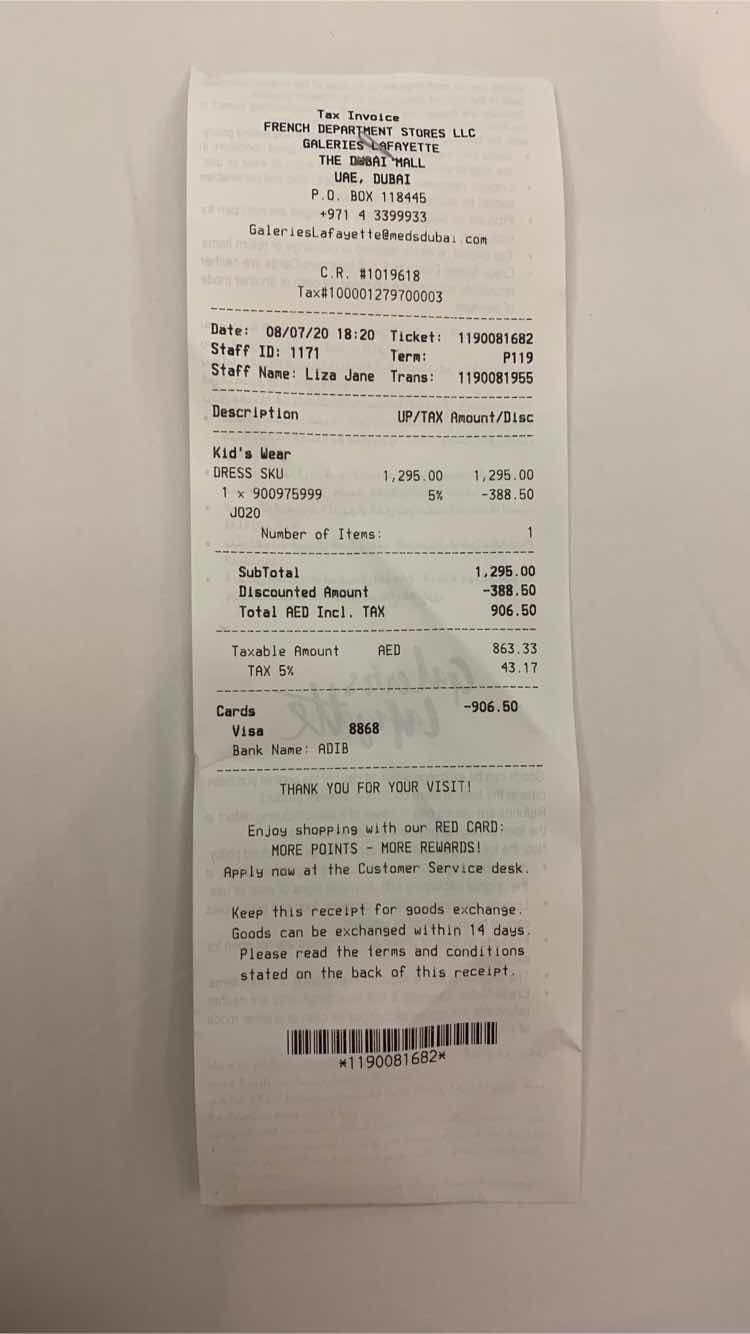 Tax Invoice
FRENCH DEPARTMENT STORES LLC
GALERIES LAFAYETTE
THE DUBAI MALL
UAE, DUBAI
P.O. BOX 118445
+971 4 3399933
GaleriesLafayette@medsdubai.com
C.R. #1019618
Tax#100001279700003
Date: 08/07/20 18:20 Ticket: 1190081682
Staff ID: 1171 Term: P119
Staff Name: Liza Jane Trans: 1190081955
Description UP/TAX Amount/Disc
Kid's Wear
DRESS SKU 1,295.00 1,295.00
1 x 900975999 5% -388.50
J020
Number of Items: 1
SubTotal 1,295.00
Discounted Amount -388.50
Total AED Incl. TAX 906.50
Taxable Amount AED 863.33
TAX 5% 43.17
Cards -906.50
Visa 8868
Bank Name: ADIB
THANK YOU FOR YOUR VISIT!
Enjoy shopping with our RED CARD:
MORE POINTS - MORE REWARDS!
Apply now at the Customer Service desk.
Keep this receipt for goods exchange.
Goods can be exchanged within 14 days.
Please read the terms and conditions
stated on the back of this receipt.
*1190081682*